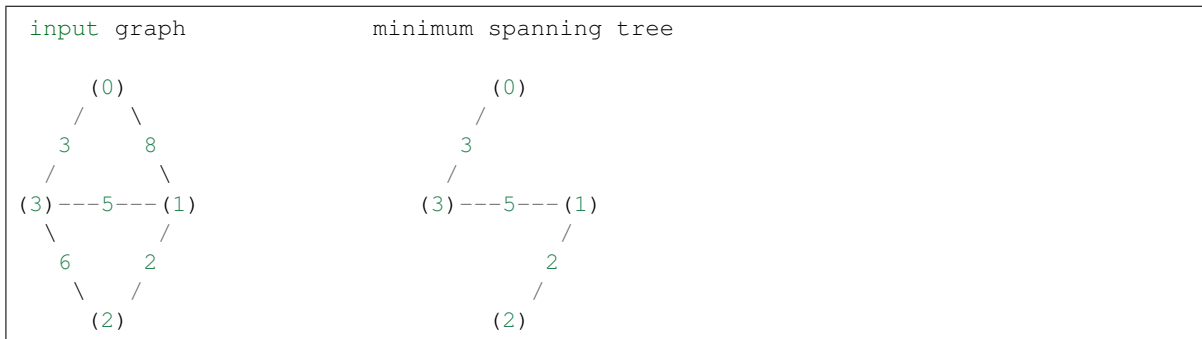 input graph minimum spanning tree
(0) (0)
/ \ /
3 8 3
/ \ /
(3)---5---(1) (3)---5---(1)
\ / /
6 2 2
\ / /
(2) (2)